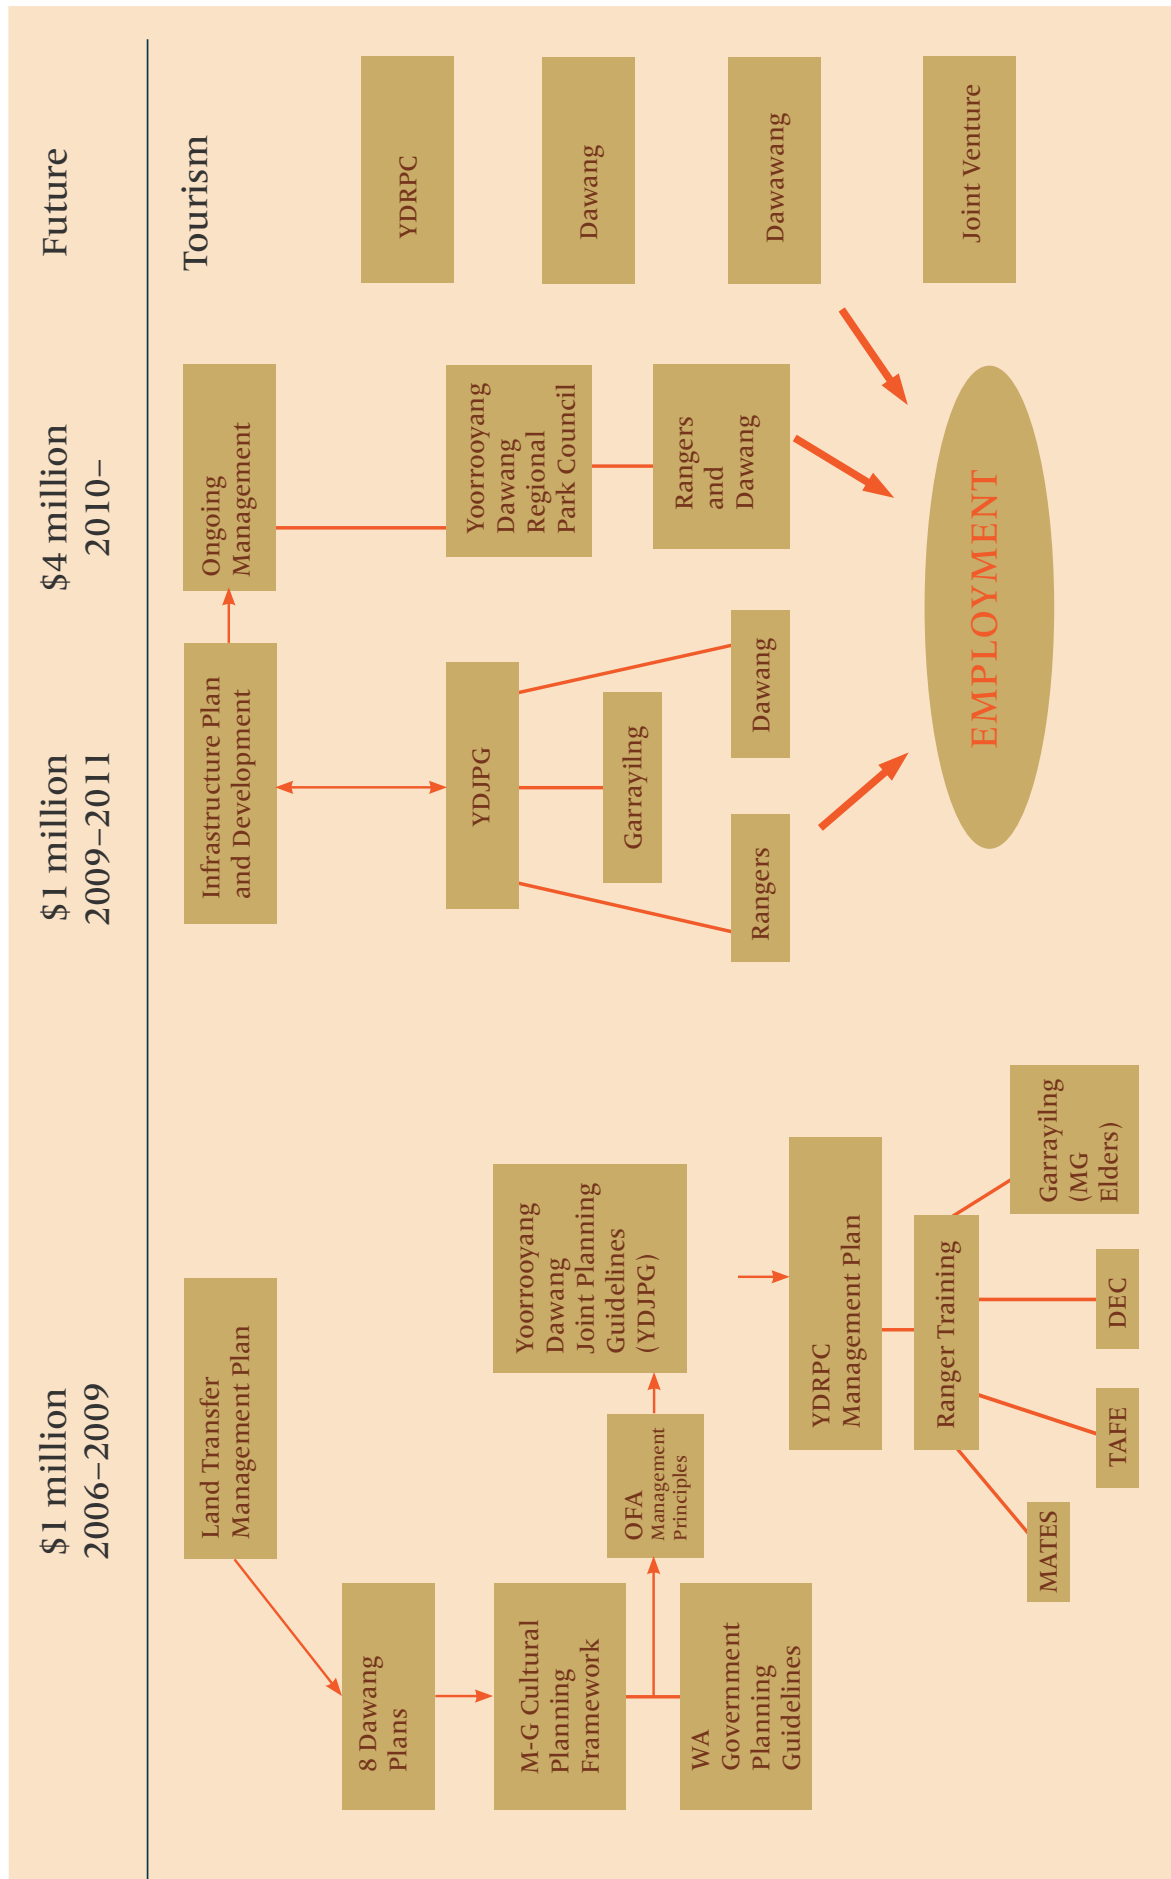 $1 million
2006–2009
$1 million
2009–2011
$4 million
2010–
Future
Land Transfer
Management Plan
8 Dawang
Plans
M-G Cultural
Planning
Framework
WA
Government
Planning
Guidelines
OFA
Management
Principles
Yoorrooyang
Dawang
Joint Planning
Guidelines
(YDJPG)
YDRPC
Management Plan
Ranger Training
MATES
TAFE
DEC
Garrayilng
(MG
Elders)
Infrastructure Plan
and Development
YDJPG
Garrayilng
Rangers
Dawang
Ongoing
Management
Yoorrooyang
Dawang
Regional
Park Council
Rangers
and
Dawang
Tourism
YDRPC
Dawang
Dawawang
Joint Venture
EMPLOYMENT